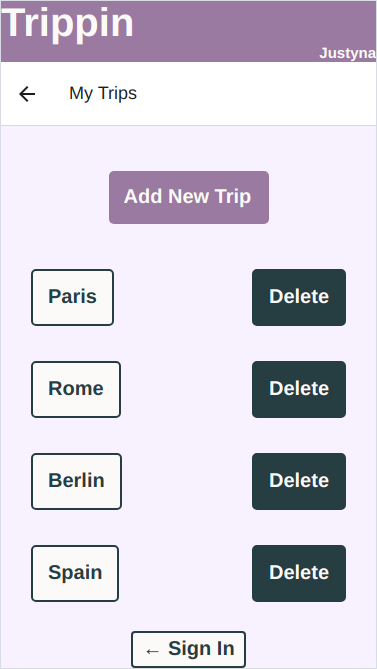 Trippin
Justyna
My Trips
Add New Trip
Paris Delete
Rome Delete
Berlin Delete
Spain Delete
← Sign In